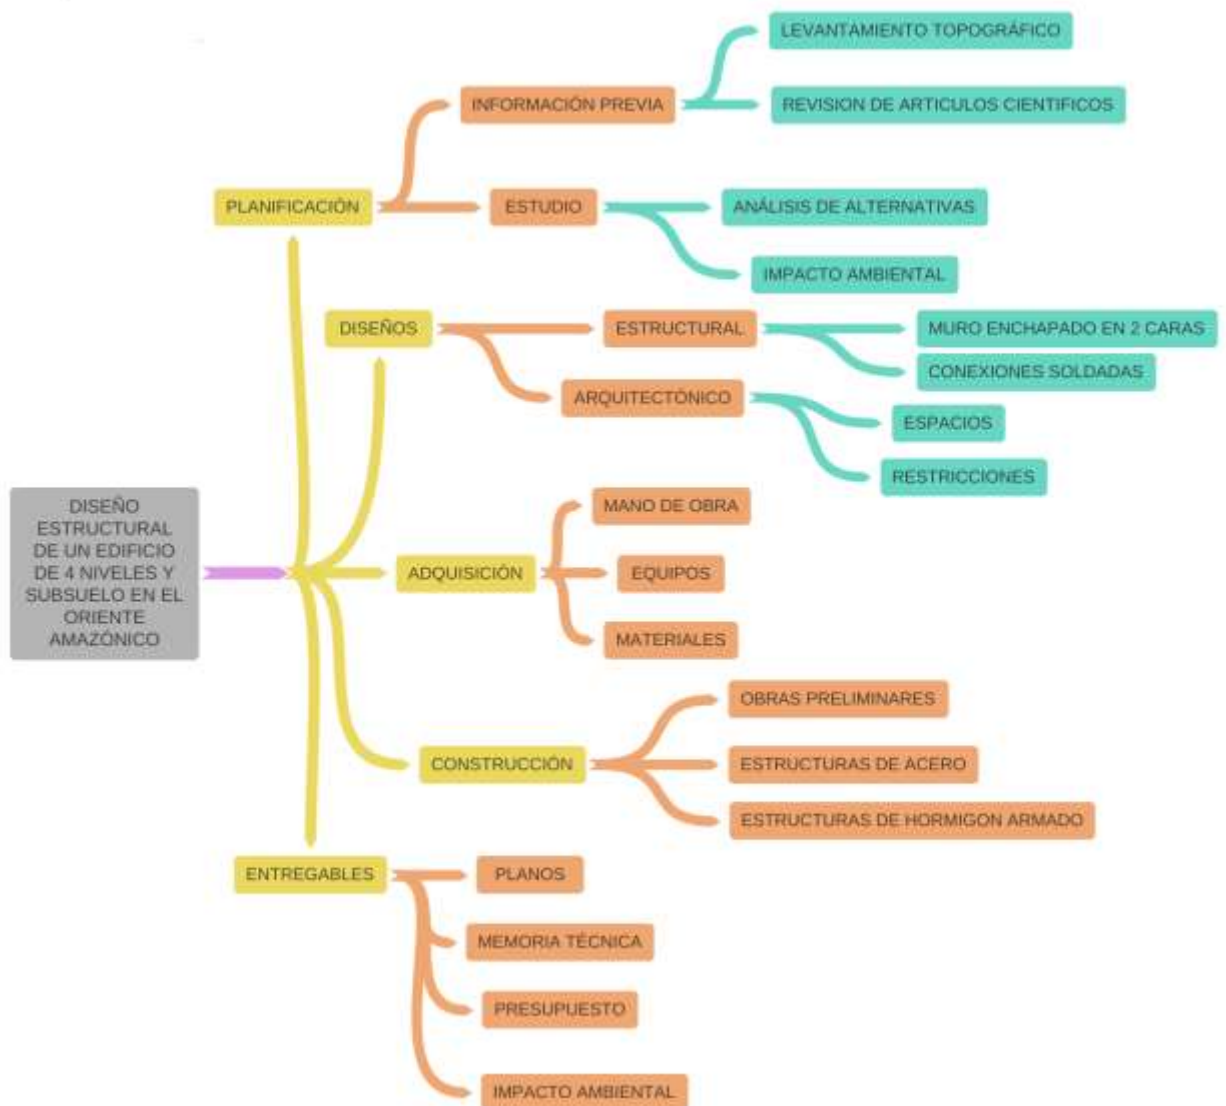 LEVANTAMIENTO TOPOGRÁFICO
INFORMACIÓN PREVIA
REVISION DE ARTICULOS CIENTIFICOS
PLANIFICACIÓN
ESTUDIO
ANÁLISIS DE ALTERNATIVAS
IMPACTO AMBIENTAL
DISEÑOS
ESTRUCTURAL
MURO ENCHAPADO EN 2 CARAS
CONEXIONES SOLDADAS
ARQUITECTÓNICO
ESPACIOS
RESTRICCIONES
DISEÑO
ESTRUCTURAL
DE UN EDIFICIO
DE 4 NIVELES Y
SUBSUELO EN EL
ORIENTE
AMAZÓNICO
MANO DE OBRA
ADQUISICIÓN
EQUIPOS
MATERIALES
OBRAS PRELIMINARES
CONSTRUCCIÓN
ESTRUCTURAS DE ACERO
ESTRUCTURAS DE HORMIGON ARMADO
ENTREGABLES
PLANOS
MEMORIA TÉCNICA
PRESUPUESTO
IMPACTO AMBIENTAL